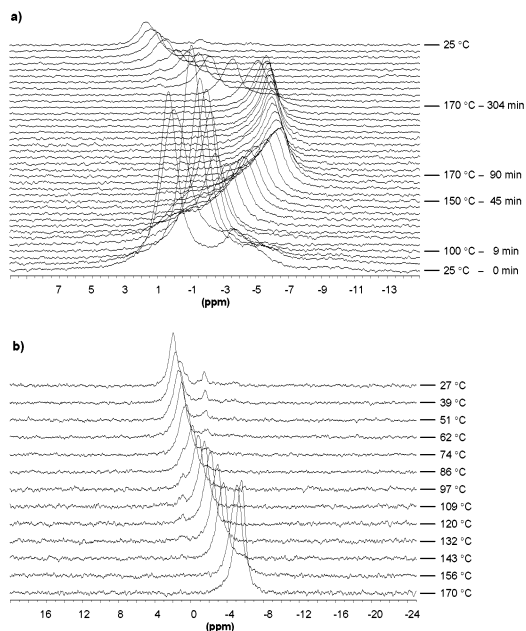 a)
25 °C
170 °C – 304 min
170 °C – 90 min
150 °C – 45 min
100 °C – 9 min
25 °C – 0 min
7 5 3 1 -1 -3 -5 -7 -9 -11 -13
(ppm)
b)
27 °C
39 °C
51 °C
62 °C
74 °C
86 °C
97 °C
109 °C
120 °C
132 °C
143 °C
156 °C
170 °C
16 12 8 4 0 -4 -8 -12 -16 -20 -24
(ppm)